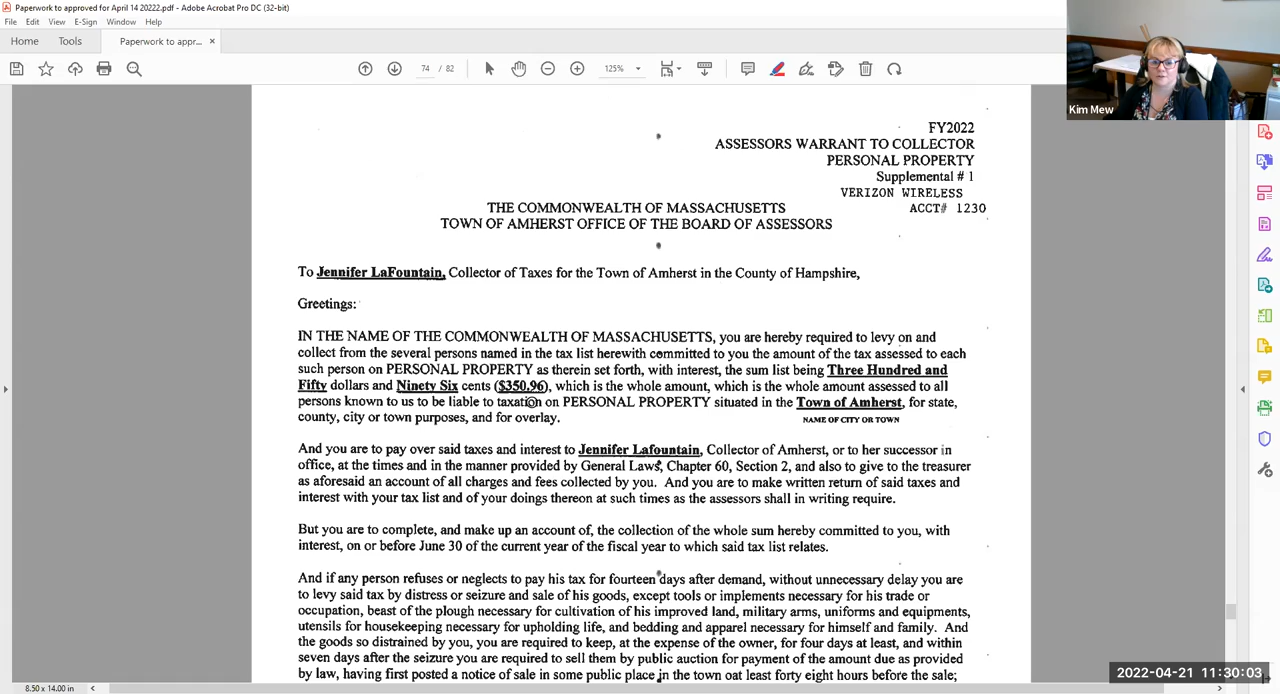 Paperwork to approved for April 14 20222.pdf - Adobe Acrobat Pro DC (32-bit)
File Edit View E-Sign Window Help
Home Tools Paperwork to appr... ×
74 / 82 125%
Kim Mew
FY2022
ASSESSORS WARRANT TO COLLECTOR
PERSONAL PROPERTY
Supplemental # 1
VERIZON WIRELESS
THE COMMONWEALTH OF MASSACHUSETTS ACCT# 1230
TOWN OF AMHERST OFFICE OF THE BOARD OF ASSESSORS
To Jennifer LaFountain, Collector of Taxes for the Town of Amherst in the County of Hampshire,
Greetings:
IN THE NAME OF THE COMMONWEALTH OF MASSACHUSETTS, you are hereby required to levy on and
collect from the several persons named in the tax list herewith committed to you the amount of the tax assessed to each
such person on PERSONAL PROPERTY as therein set forth, with interest, the sum list being Three Hundred and
Fifty dollars and Ninety Six cents ($350.96), which is the whole amount, which is the whole amount assessed to all
persons known to us to be liable to taxation on PERSONAL PROPERTY situated in the Town of Amherst, for state,
county, city or town purposes, and for overlay. NAME OF CITY OR TOWN
And you are to pay over said taxes and interest to Jennifer Lafountain, Collector of Amherst, or to her successor in
office, at the times and in the manner provided by General Laws, Chapter 60, Section 2, and also to give to the treasurer
as aforesaid an account of all charges and fees collected by you. And you are to make written return of said taxes and
interest with your tax list and of your doings thereon at such times as the assessors shall in writing require.
But you are to complete, and make up an account of, the collection of the whole sum hereby committed to you, with
interest, on or before June 30 of the current year of the fiscal year to which said tax list relates.
And if any person refuses or neglects to pay his tax for fourteen days after demand, without unnecessary delay you are
to levy said tax by distress or seizure and sale of his goods, except tools or implements necessary for his trade or
occupation, beast of the plough necessary for cultivation of his improved land, military arms, uniforms and equipments,
utensils for housekeeping necessary for upholding life, and bedding and apparel necessary for himself and family. And
the goods so distrained by you, you are required to keep, at the expense of the owner, for four days at least, and within
seven days after the seizure you are required to sell them by public auction for payment of the amount due as provided
by law, having first posted a notice of sale in some public place in the town oat least forty eight hours before the sale;
8.50 x 14.00 in
2022-04-21 11:30:03